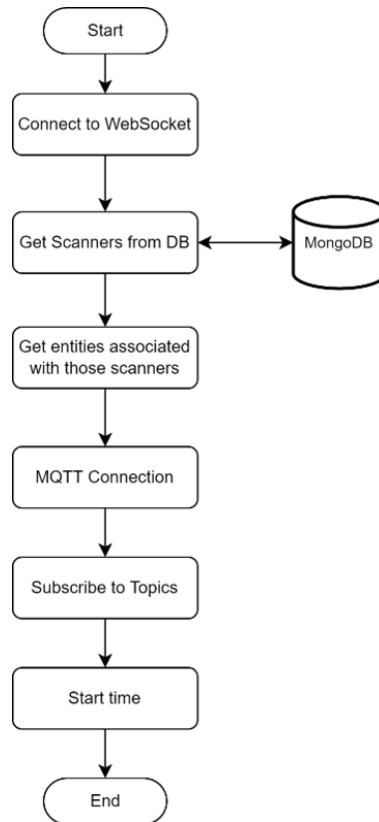 Start
Connect to WebSocket
Get Scanners from DB
MongoDB
Get entities associated
with those scanners
MQTT Connection
Subscribe to Topics
Start time
End